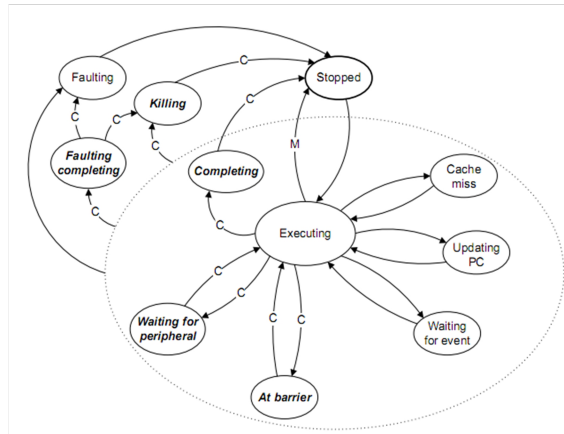 C
Faulting
Stopped
Killing
C
C
C
M
C
Faulting
completing
Completing
Cache
miss
C
C
Executing
Updating
PC
C
C
Waiting for
peripheral
C
C
Waiting
for event
At barrier